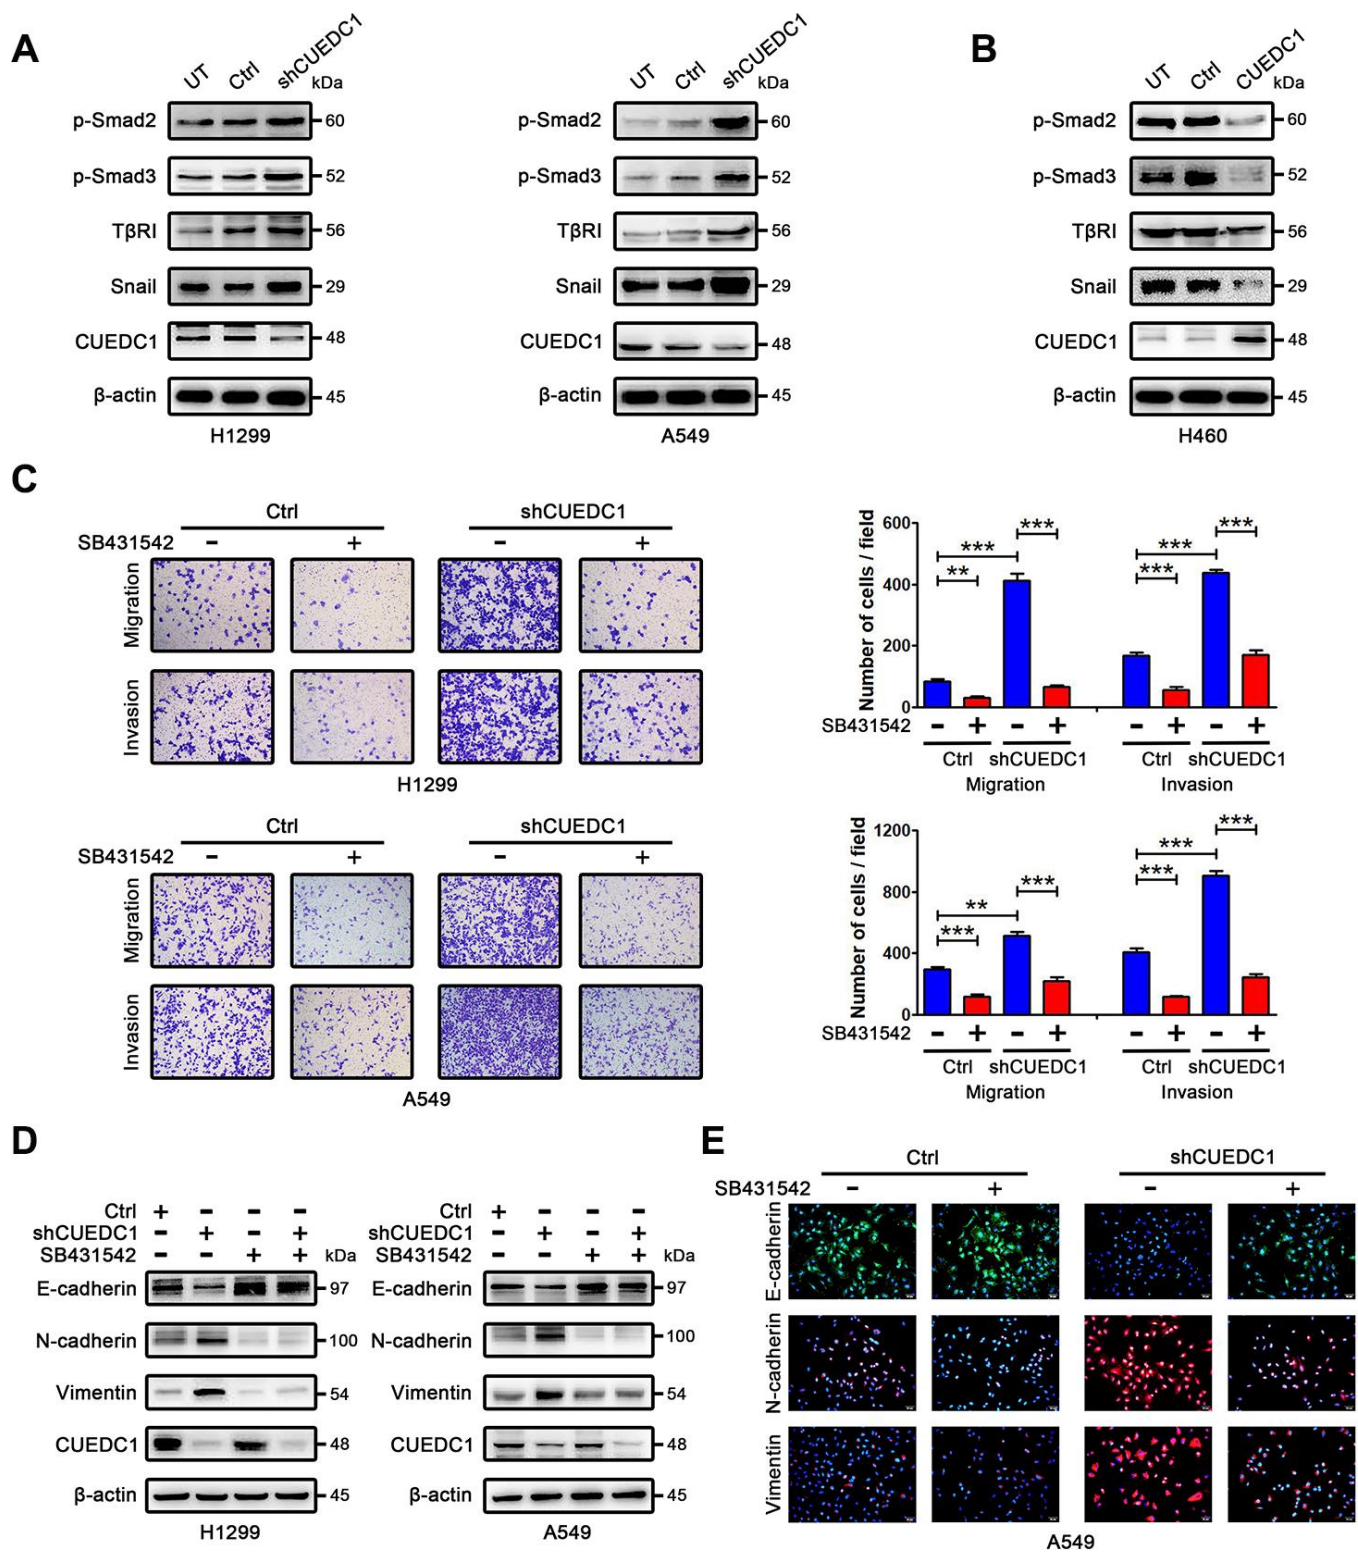 A
UT Ctrl shCUEDC1 kDa
p-Smad2 60
p-Smad3 52
TβRI 56
Snail 29
CUEDC1 48
β-actin 45
H1299
UT Ctrl shCUEDC1 kDa
p-Smad2 60
p-Smad3 52
TβRI 56
Snail 29
CUEDC1 48
β-actin 45
A549
B
UT Ctrl CUEDC1 kDa
p-Smad2 60
p-Smad3 52
TβRI 56
Snail 29
CUEDC1 48
β-actin 45
H460
C
Ctrl shCUEDC1
SB431542 - + - +
Migration
Invasion
H1299
Number of cells / field
600
400
200
0
** *** *** *** *** ***
SB431542 - + - + - + - +
Ctrl shCUEDC1 Ctrl shCUEDC1
Migration Invasion
Ctrl shCUEDC1
SB431542 - + - +
Migration
Invasion
A549
Number of cells / field
1200
800
400
0
*** ** *** *** *** ***
SB431542 - + - + - + - +
Ctrl shCUEDC1 Ctrl shCUEDC1
Migration Invasion
D
Ctrl + - - -
shCUEDC1 - + - +
SB431542 - - + + kDa
E-cadherin 97
N-cadherin 100
Vimentin 54
CUEDC1 48
β-actin 45
H1299
Ctrl + - - -
shCUEDC1 - + - +
SB431542 - - + + kDa
E-cadherin 97
N-cadherin 100
Vimentin 54
CUEDC1 48
β-actin 45
A549
E
Ctrl shCUEDC1
SB431542 - + - +
E-cadherin
N-cadherin
Vimentin
A549